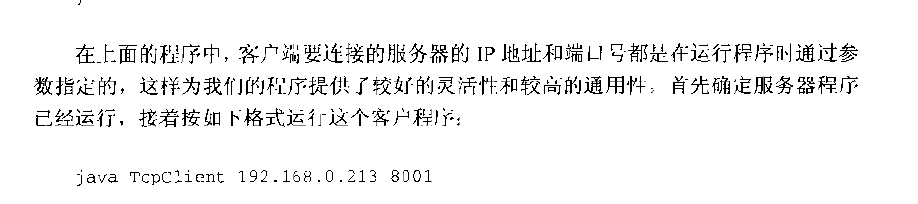 在上面的程序中，客户端要连接的服务器的 IP 地址和端口号都是在运行程序时通过参
数指定的，这样为我们的程序提供了较好的灵活性和较高的通用性。首先确定服务器程序
已经运行，接着按如下格式运行这个客户程序：
java TcpClient 192.168.0.213 8001